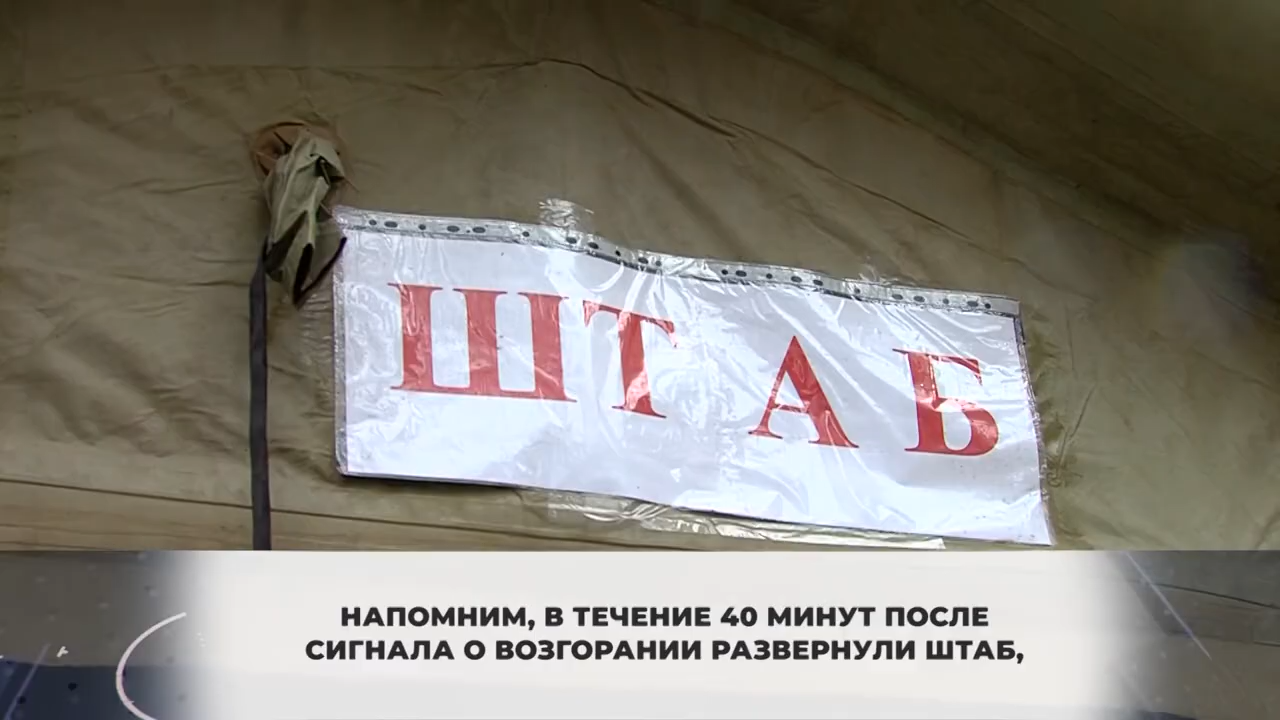 ШТАБ
НАПОМНИМ, В ТЕЧЕНИЕ 40 МИНУТ ПОСЛЕ
СИГНАЛА О ВОЗГОРАНИИ РАЗВЕРНУЛИ ШТАБ,